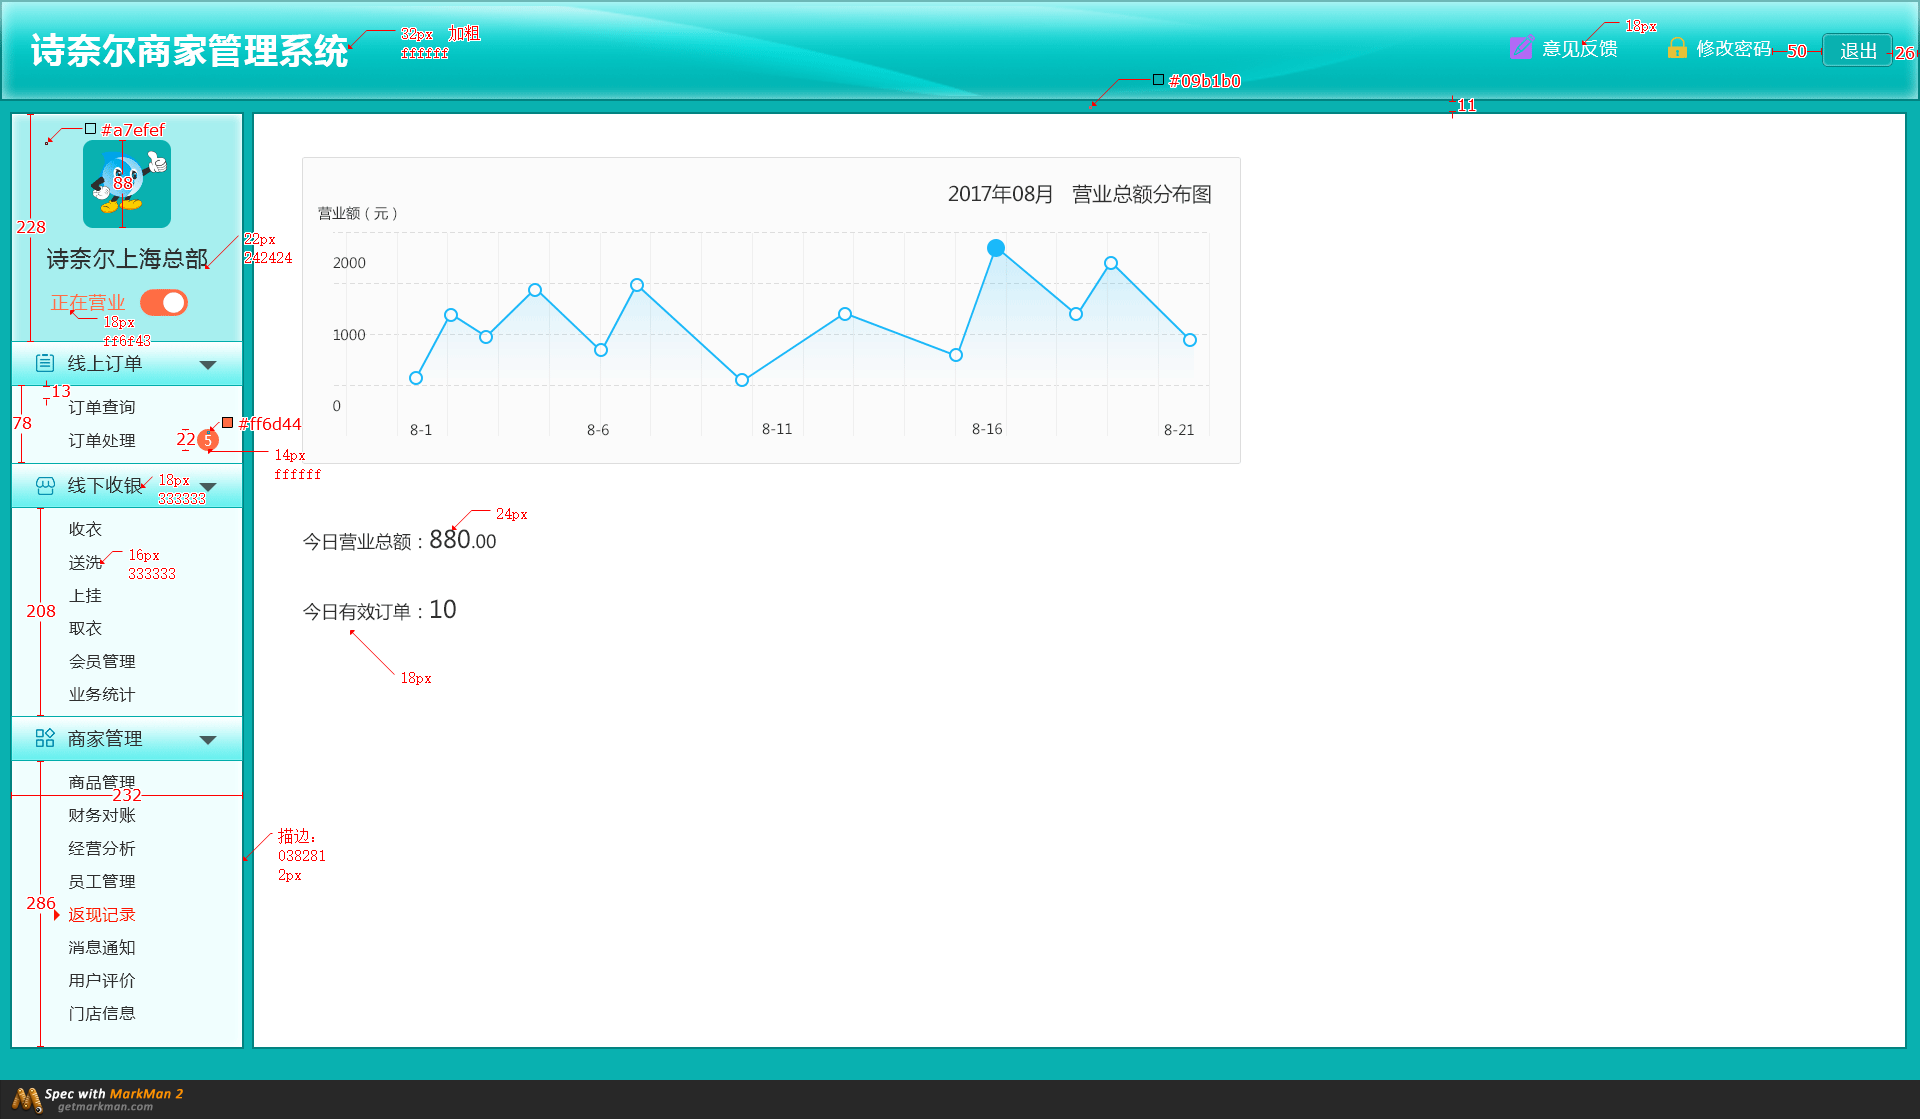 诗奈尔商家管理系统
32px 加粗
ffffff
意见反馈
18px
修改密码
50
退出
26
#09b1b0
11
#a7efef
88
228
诗奈尔上海总部
22px
242424
正在营业
18px
ff6f43
线上订单
13
订单查询
78
订单处理
22
5
#ff6d44
14px
ffffff
线下收银
18px
333333
收衣
送洗
16px
333333
上挂
208
取衣
会员管理
业务统计
商家管理
商品管理
232
财务对账
经营分析
员工管理
286
返现记录
消息通知
用户评价
门店信息
描边:
038281
2px
2017年08月 营业总额分布图
营业额（元）
2000
1000
0
8-1
8-6
8-11
8-16
8-21
24px
今日营业总额：880.00
今日有效订单：10
18px
Spec with MarkMan 2
getmarkman.com